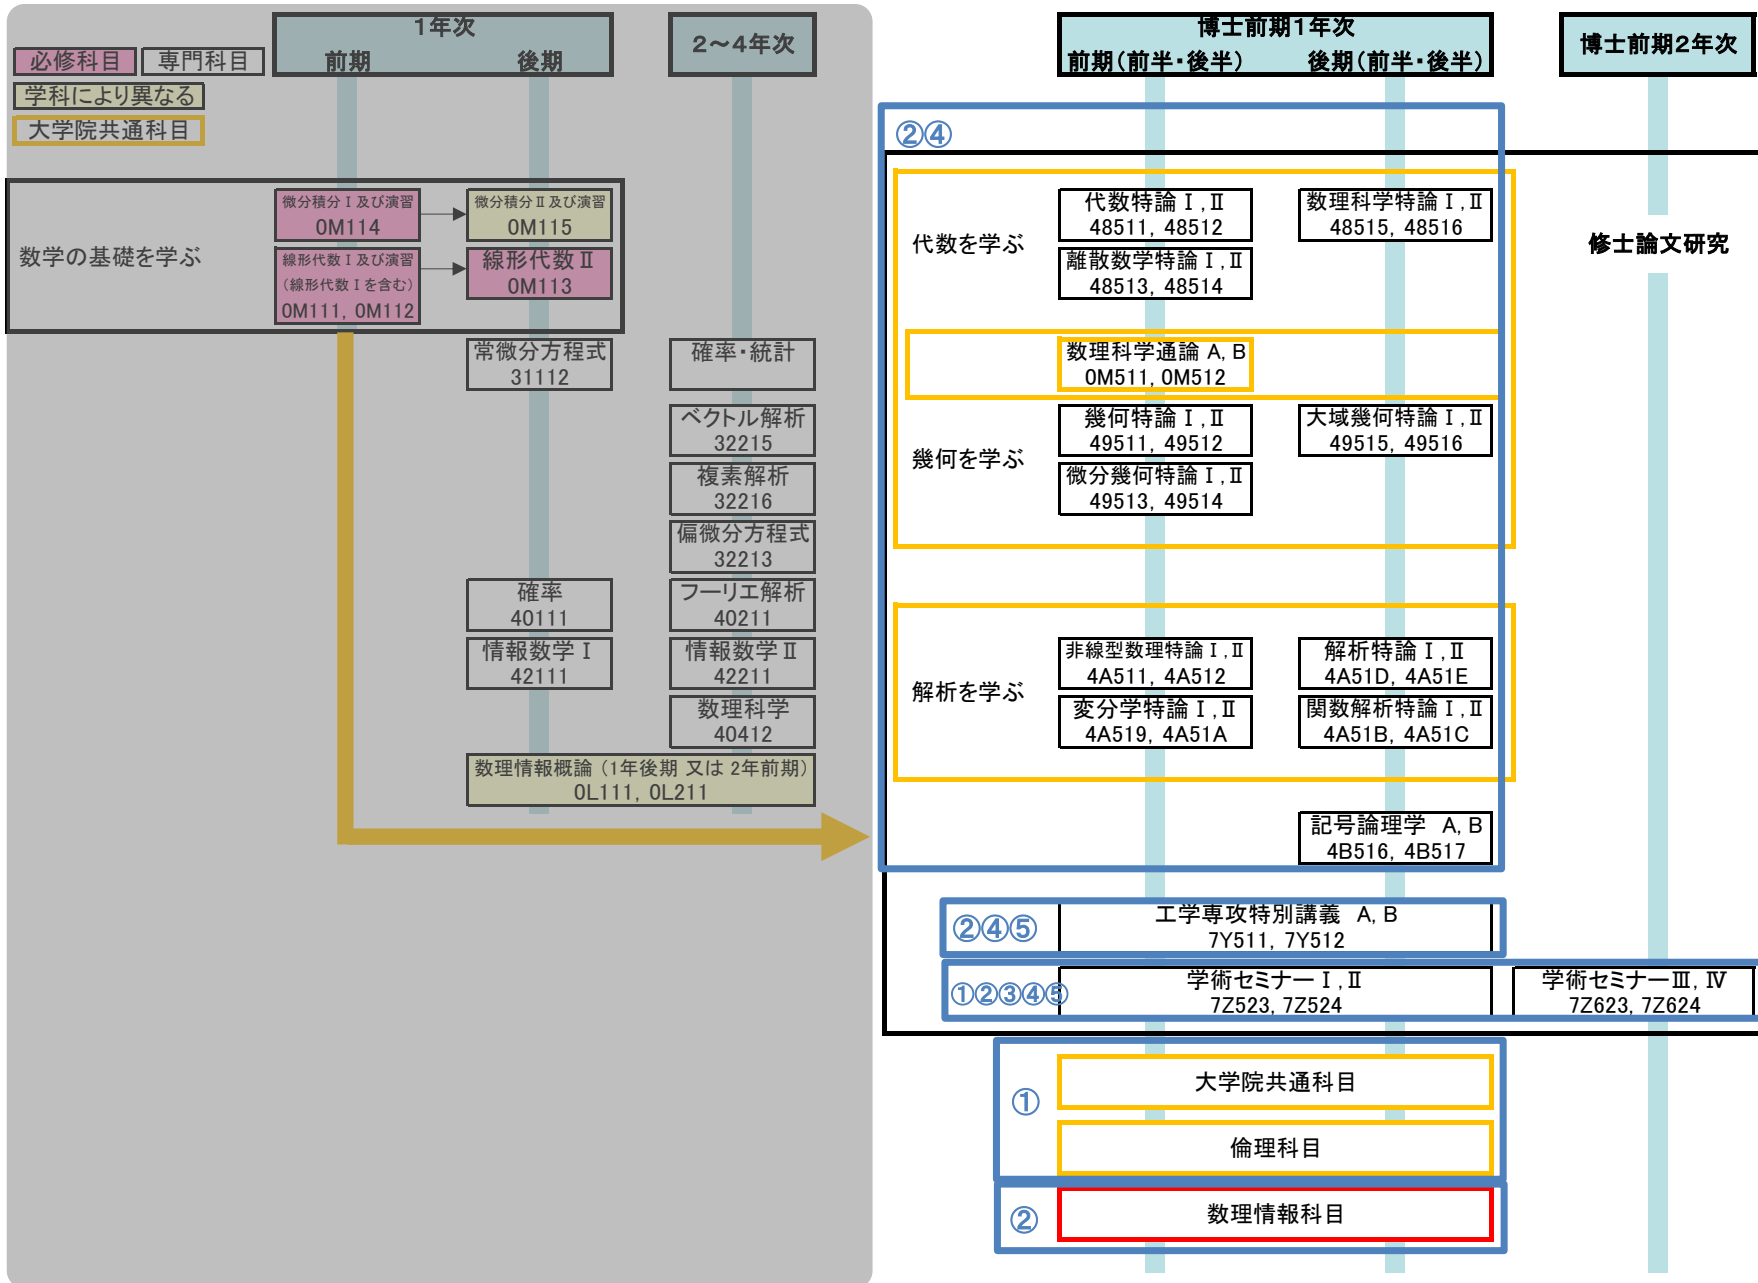 1年次
前期
後期
2~4年次
博士前期1年次
前期(前半・後半)
後期(前半・後半)
博士前期2年次
必修科目
専門科目
学科により異なる
大学院共通科目
数学の基礎を学ぶ
微分積分Ⅰ及び演習
0M114
微分積分Ⅱ及び演習
0M115
線形代数Ⅰ及び演習
(線形代数Ⅰを含む)
0M111, 0M112
線形代数Ⅱ
0M113
常微分方程式
31112
確率・統計
ベクトル解析
32215
複素解析
32216
偏微分方程式
32213
確率
40111
フーリエ解析
40211
情報数学Ⅰ
42111
情報数学Ⅱ
42211
数理科学
40412
数理情報概論 (1年後期 又は 2年前期)
0L111, 0L211
②④
代数を学ぶ
代数特論Ⅰ,Ⅱ
48511, 48512
数理科学特論Ⅰ,Ⅱ
48515, 48516
離散数学特論Ⅰ,Ⅱ
48513, 48514
修士論文研究
数理科学通論 A, B
0M511, 0M512
幾何を学ぶ
幾何特論Ⅰ,Ⅱ
49511, 49512
大域幾何特論Ⅰ,Ⅱ
49515, 49516
微分幾何特論Ⅰ,Ⅱ
49513, 49514
解析を学ぶ
非線型数理特論Ⅰ,Ⅱ
4A511, 4A512
解析特論Ⅰ,Ⅱ
4A51D, 4A51E
変分学特論Ⅰ,Ⅱ
4A519, 4A51A
関数解析特論Ⅰ,Ⅱ
4A51B, 4A51C
記号論理学 A, B
4B516, 4B517
②④⑤
工学専攻特別講義 A, B
7Y511, 7Y512
①②③④⑤
学術セミナーⅠ,Ⅱ
7Z523, 7Z524
学術セミナーⅢ, Ⅳ
7Z623, 7Z624
①
大学院共通科目
倫理科目
②
数理情報科目